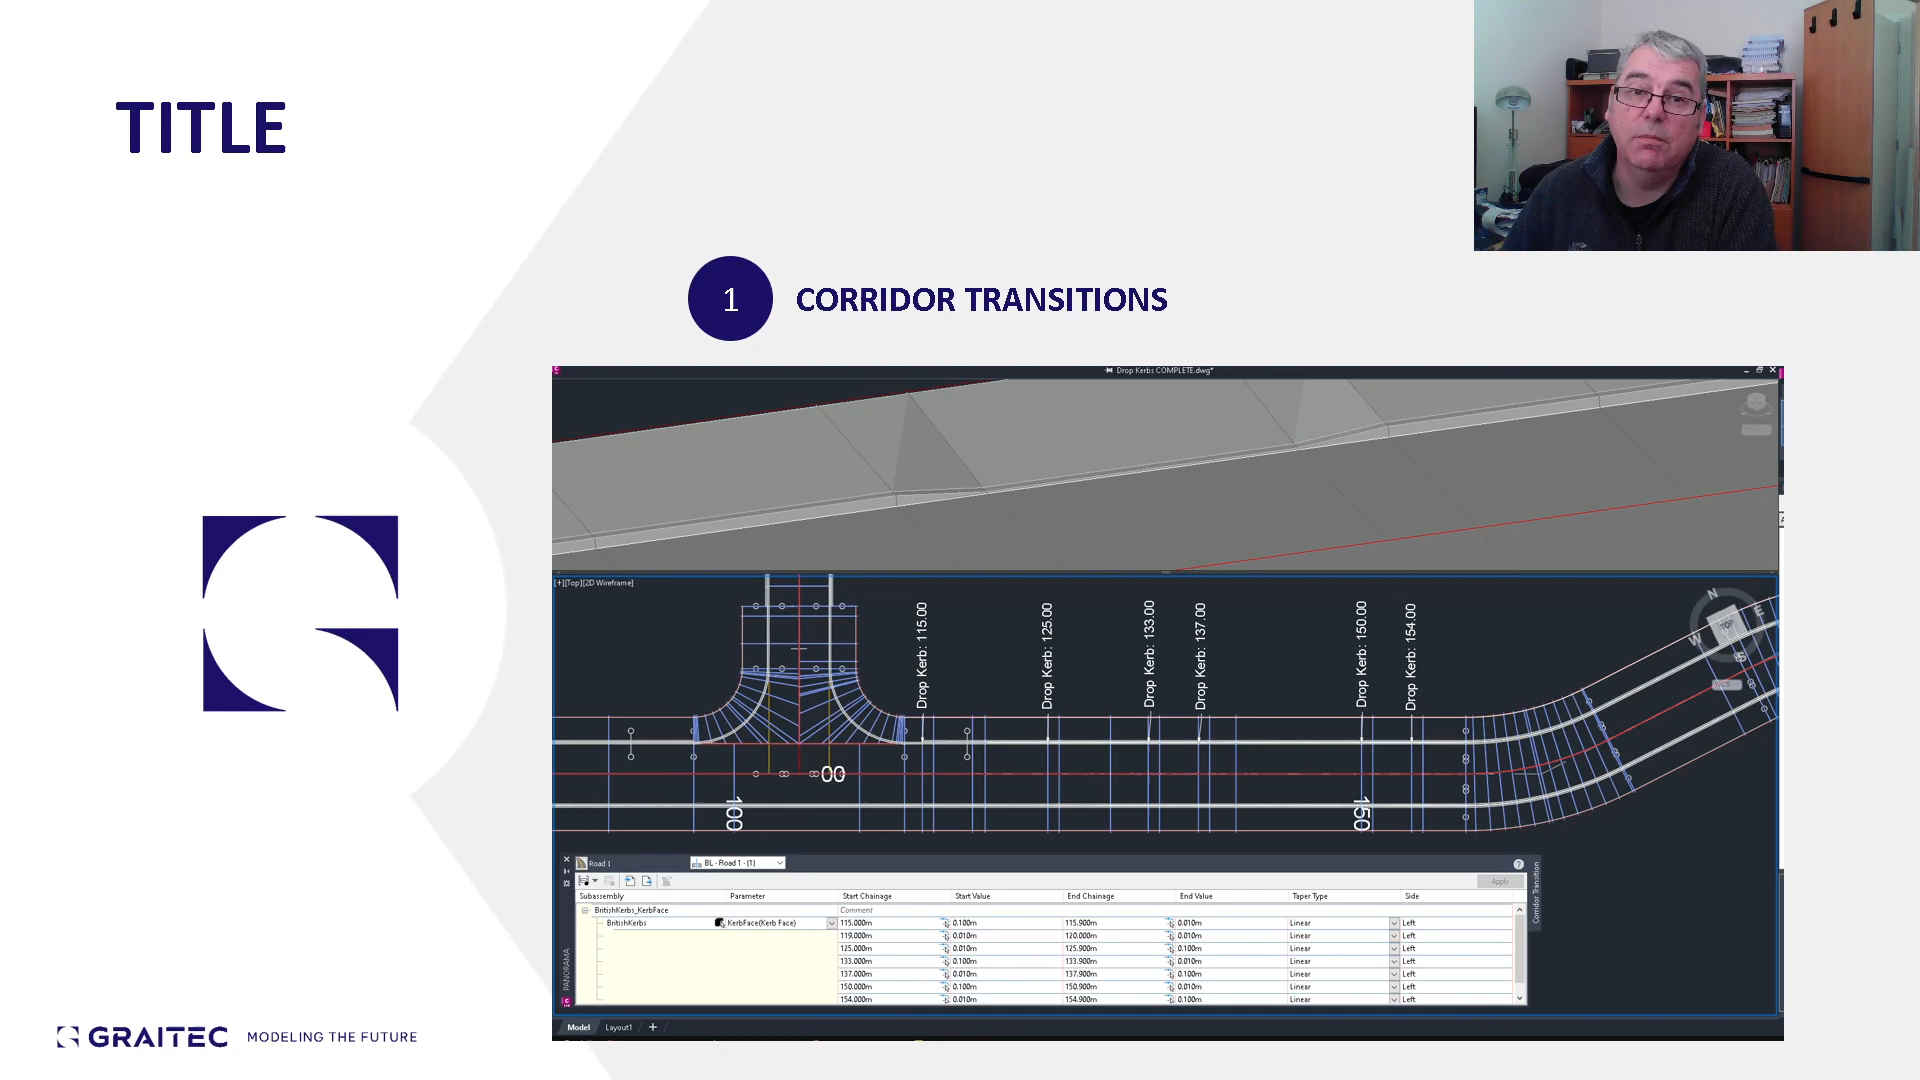 TITLE
1 CORRIDOR TRANSITIONS
Drop Kerbs COMPLETE.dwg*
[+][Top][2D Wireframe]
Drop Kerb: 115.00
Drop Kerb: 125.00
Drop Kerb: 133.00
Drop Kerb: 137.00
Drop Kerb: 150.00
Drop Kerb: 154.00
N
E
W
S
TOP
00
100
150
Road 1 BL - Road 1 - (1)
Apply
Subassembly Parameter Start Chainage Start Value End Chainage End Value Taper Type Side
BritishKerbs_KerbFace Comment
BritishKerbs KerbFace(Kerb Face) 115.000m 0.100m 115.900m 0.010m Linear Left
119.000m 0.010m 120.000m 0.010m Linear Left
125.000m 0.010m 125.900m 0.100m Linear Left
133.000m 0.100m 133.900m 0.010m Linear Left
137.000m 0.010m 137.900m 0.100m Linear Left
150.000m 0.100m 150.900m 0.010m Linear Left
154.000m 0.010m 154.900m 0.100m Linear Left
Corridor Transition
PANORAMA
Model Layout1 +
GRAITEC MODELING THE FUTURE